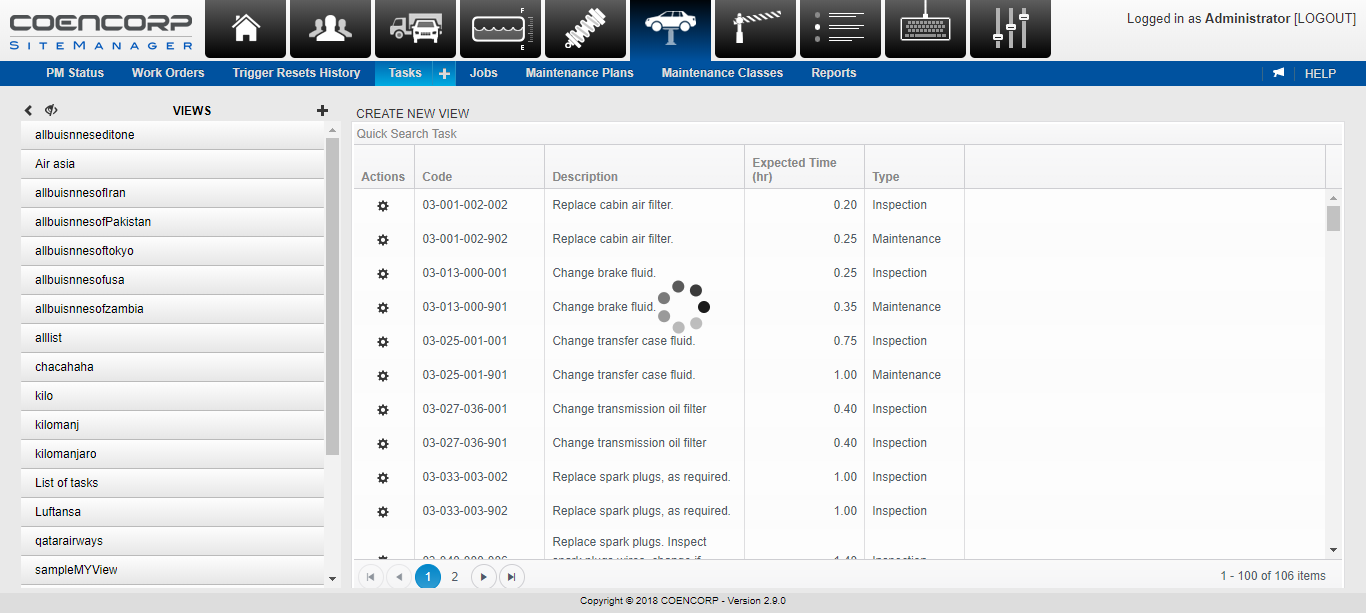 COENCORP
SITEMANAGER
F
E
Logged in as Administrator [LOGOUT]
PM Status Work Orders Trigger Resets History Tasks + Jobs Maintenance Plans Maintenance Classes Reports HELP
VIEWS
allbuisnneseditone
Air asia
allbuisnnesofIran
allbuisnnesofPakistan
allbuisnnesoftokyo
allbuisnnesofusa
allbuisnnesofzambia
alllist
chacahaha
kilo
kilomanj
kilomanjaro
List of tasks
Luftansa
qatarairways
sampleMYView
CREATE NEW VIEW
Quick Search Task
Actions Code Description Expected Time (hr) Type
03-001-002-002 Replace cabin air filter. 0.20 Inspection
03-001-002-902 Replace cabin air filter. 0.25 Maintenance
03-013-000-001 Change brake fluid. 0.25 Inspection
03-013-000-901 Change brake fluid. 0.35 Maintenance
03-025-001-001 Change transfer case fluid. 0.75 Inspection
03-025-001-901 Change transfer case fluid. 1.00 Maintenance
03-027-036-001 Change transmission oil filter 0.40 Inspection
03-027-036-901 Change transmission oil filter 0.40 Inspection
03-033-003-002 Replace spark plugs, as required. 1.00 Inspection
03-033-003-902 Replace spark plugs, as required. 1.00 Inspection
Replace spark plugs. Inspect
spark plugs wires, change if Inspection
1 2
1 - 100 of 106 items
Copyright © 2018 COENCORP - Version 2.9.0